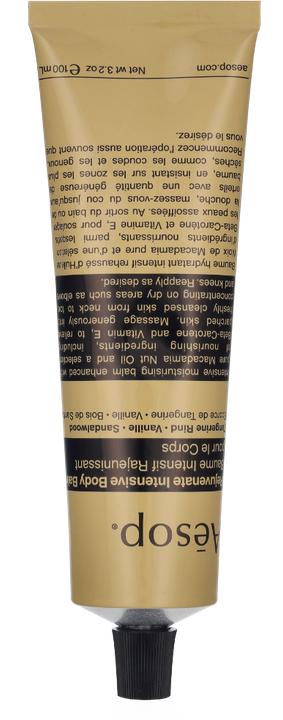 Aēsop.
Rejuvenate Intensive Body Balm
Baume Intensif Rajeunissant
pour le Corps
Tangerine Rind • Vanille • Sandalwood
Écorce de Tangerine • Vanille • Bois de Santal
Intensive moisturising balm enhanced with
pure Macadamia Nut Oil and a selection
of nourishing ingredients, including
Beta-Carotene and Vitamin E, to relieve
parched skin. Massage generously into
freshly cleansed skin from neck to toe,
concentrating on dry areas such as elbows
and knees. Reapply as desired.
Baume hydratant intensif rehaussé d'Huile de
Noix de Macadamia pure et d'une sélection
d'ingrédients nourrissants, parmi lesquels
Beta-Carotène et Vitamine E, pour soulager
les peaux assoiffées. Au sortir du bain ou de
la douche, massez-vous du cou jusqu'aux
orteils avec une quantité généreuse de
baume, en insistant sur les zones les plus
sèches, comme les coudes et les genoux.
Recommencez l'opération aussi souvent que
vous le désirez.
aesop.com Net wt 3.2 oz ℮ 100 mL